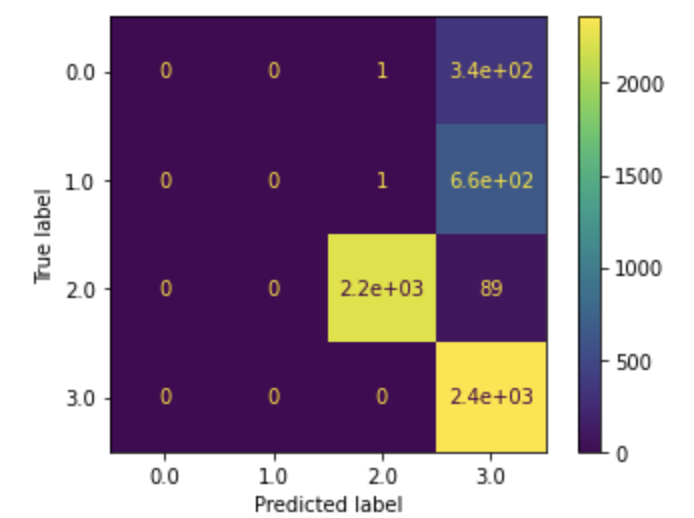 0.0 0 0 1 3.4e+02
1.0 0 0 1 6.6e+02
2.0 0 0 2.2e+03 89
3.0 0 0 0 2.4e+03
0.0 1.0 2.0 3.0
Predicted label
True label
2000
1500
1000
500
0